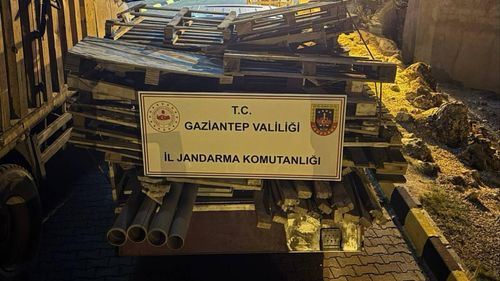 T.C.
GAZİANTEP VALİLİĞİ
İL JANDARMA KOMUTANLIĞI